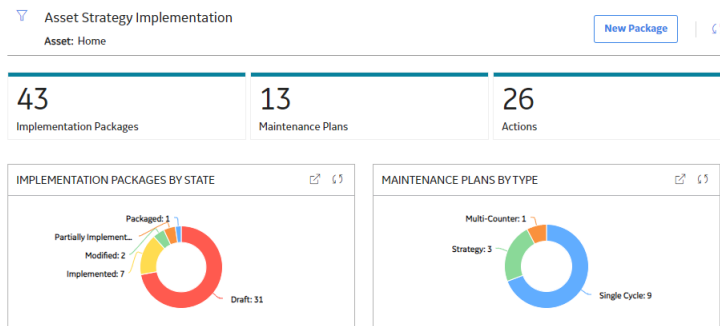 Asset Strategy Implementation
Asset: Home
New Package
43
Implementation Packages
13
Maintenance Plans
26
Actions
IMPLEMENTATION PACKAGES BY STATE
Packaged: 1
Partially Implement...
Modified: 2
Implemented: 7
Draft: 31
MAINTENANCE PLANS BY TYPE
Multi-Counter: 1
Strategy: 3
Single Cycle: 9